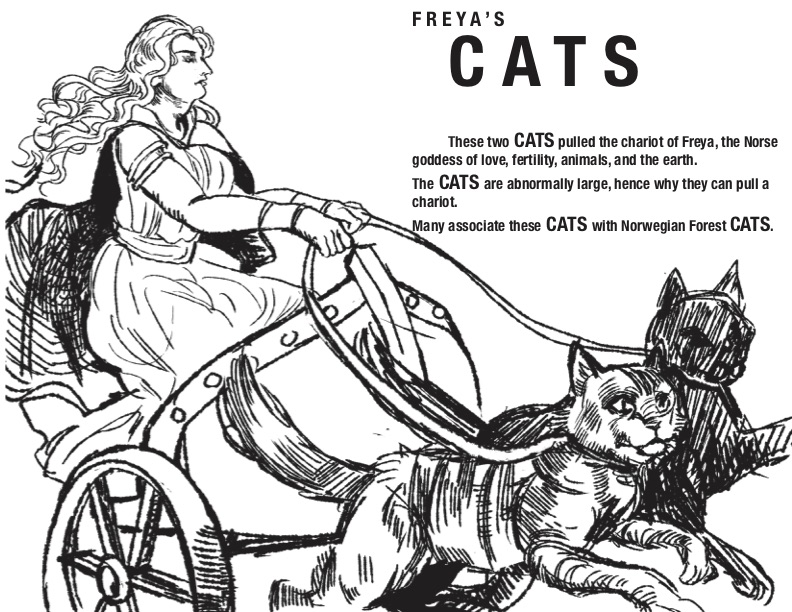 FREYA'S
CATS
These two CATS pulled the chariot of Freya, the Norse
goddess of love, fertility, animals, and the earth.
The CATS are abnormally large, hence why they can pull a
chariot.
Many associate these CATS with Norwegian Forest CATS.